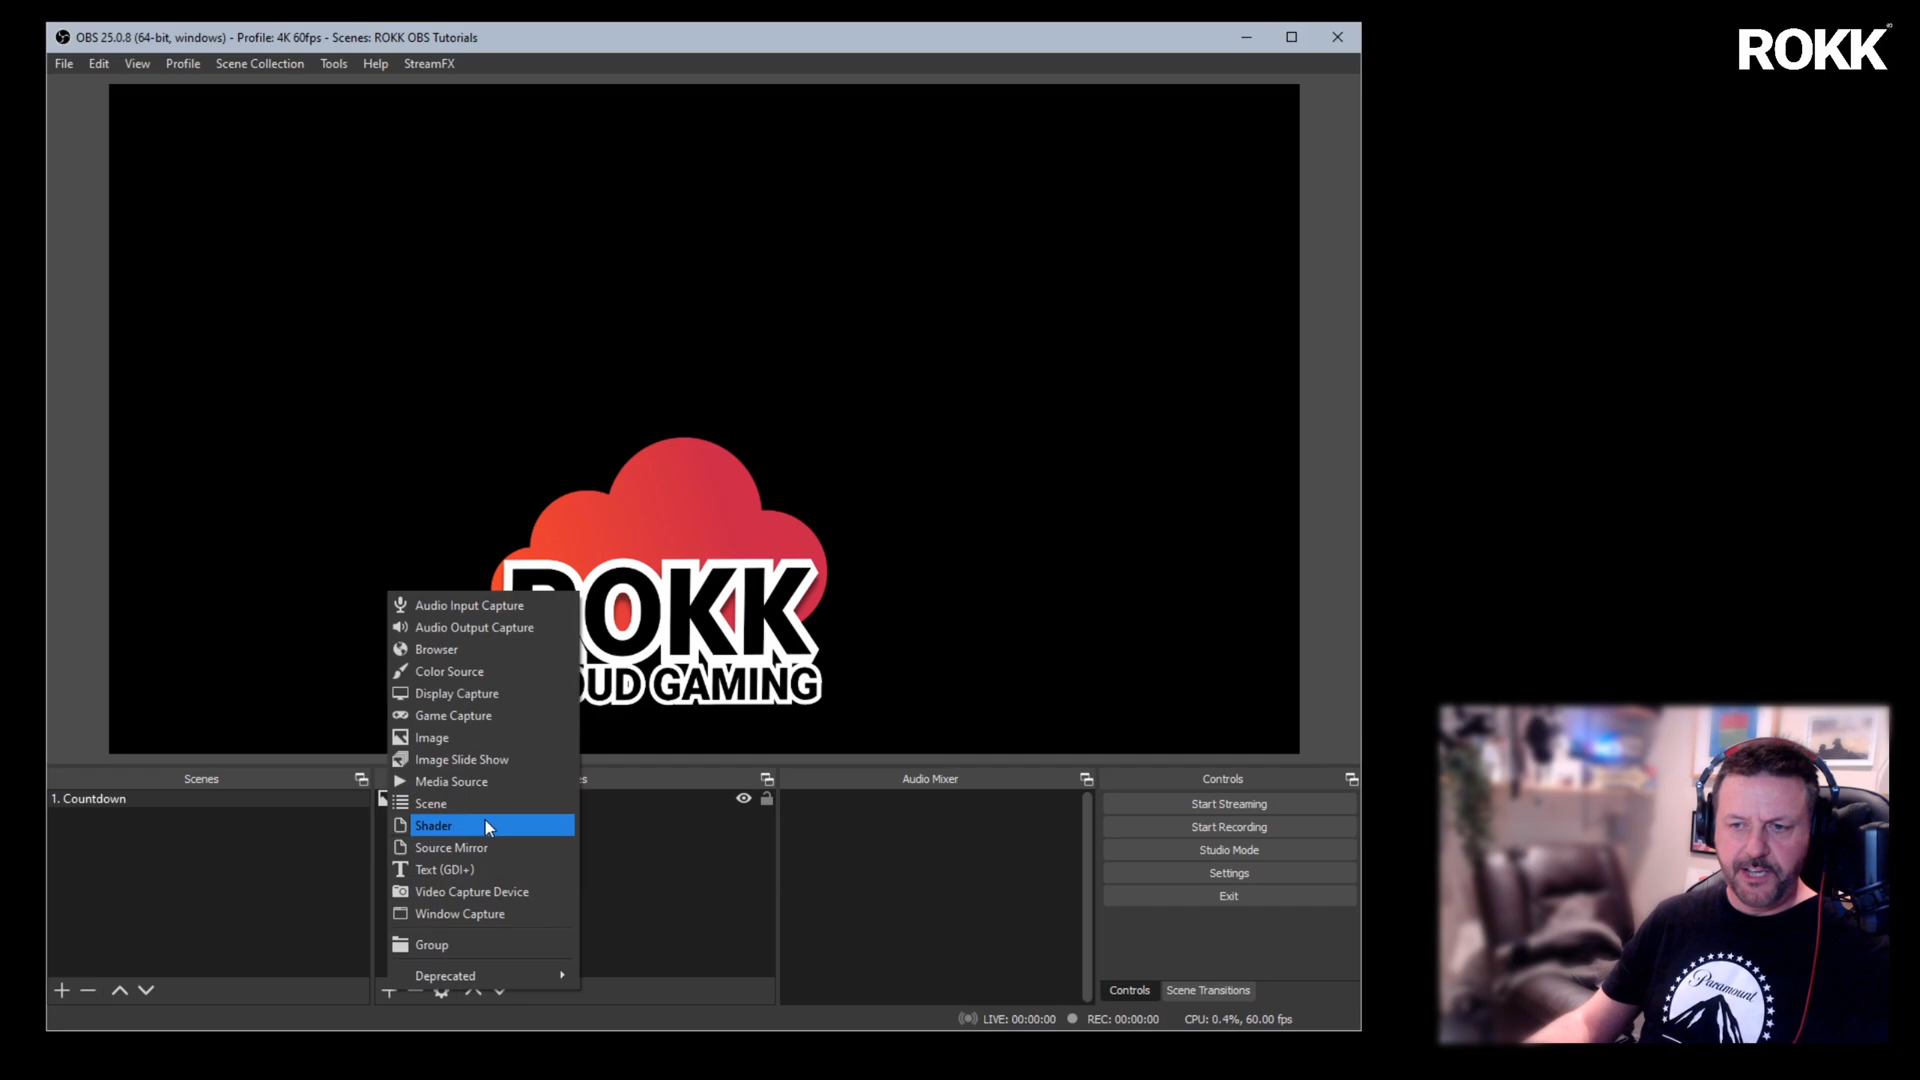 OBS 25.0.8 (64-bit, windows) - Profile: 4K 60fps - Scenes: ROKK OBS Tutorials
ROKK
File Edit View Profile Scene Collection Tools Help StreamFX
ROKK
OUD GAMING
Audio Input Capture
Audio Output Capture
Browser
Color Source
Display Capture
Game Capture
Image
Image Slide Show
Media Source
Scene
Shader
Source Mirror
Text (GDI+)
Video Capture Device
Window Capture
Group
Deprecated
Scenes
1. Countdown
es
Audio Mixer
Controls
Start Streaming
Start Recording
Studio Mode
Settings
Exit
Controls Scene Transitions
LIVE: 00:00:00 REC: 00:00:00 CPU: 0.4%, 60.00 fps
Paramount